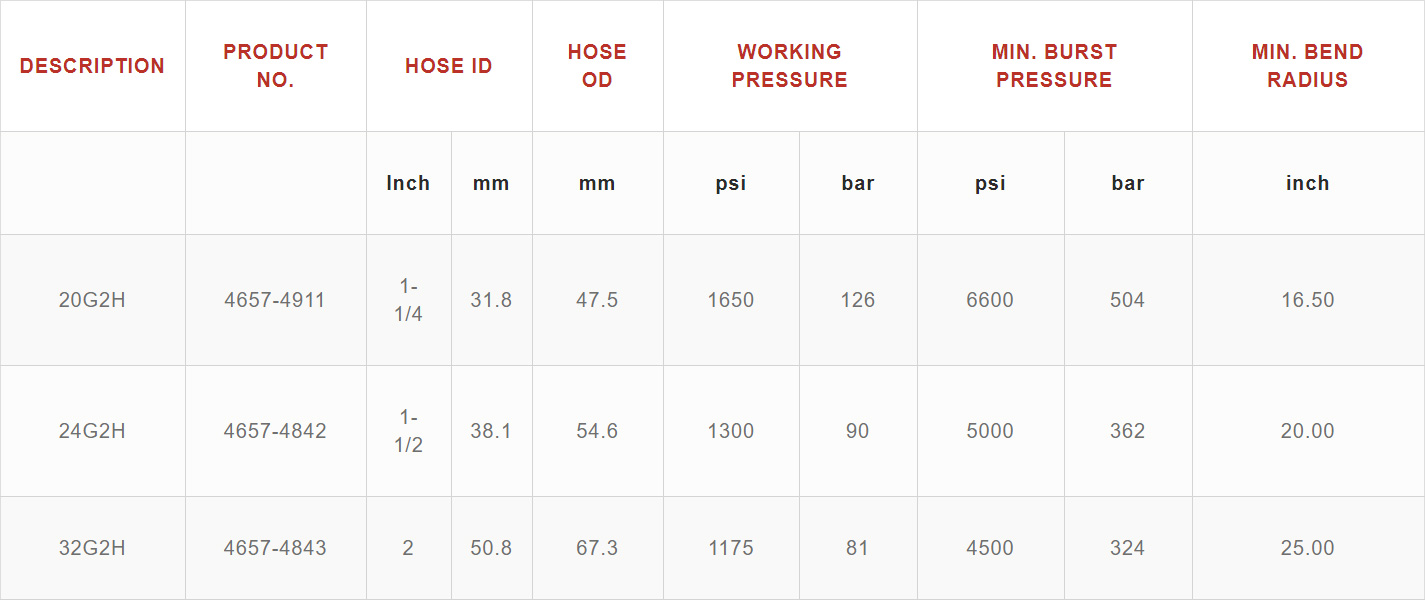 DESCRIPTION
PRODUCT
NO.
HOSE ID
HOSE
OD
WORKING
PRESSURE
MIN. BURST
PRESSURE
MIN. BEND
RADIUS
Inch mm mm psi bar psi bar inch
20G2H 4657-4911 1-
1/4 31.8 47.5 1650 126 6600 504 16.50
24G2H 4657-4842 1-
1/2 38.1 54.6 1300 90 5000 362 20.00
32G2H 4657-4843 2 50.8 67.3 1175 81 4500 324 25.00